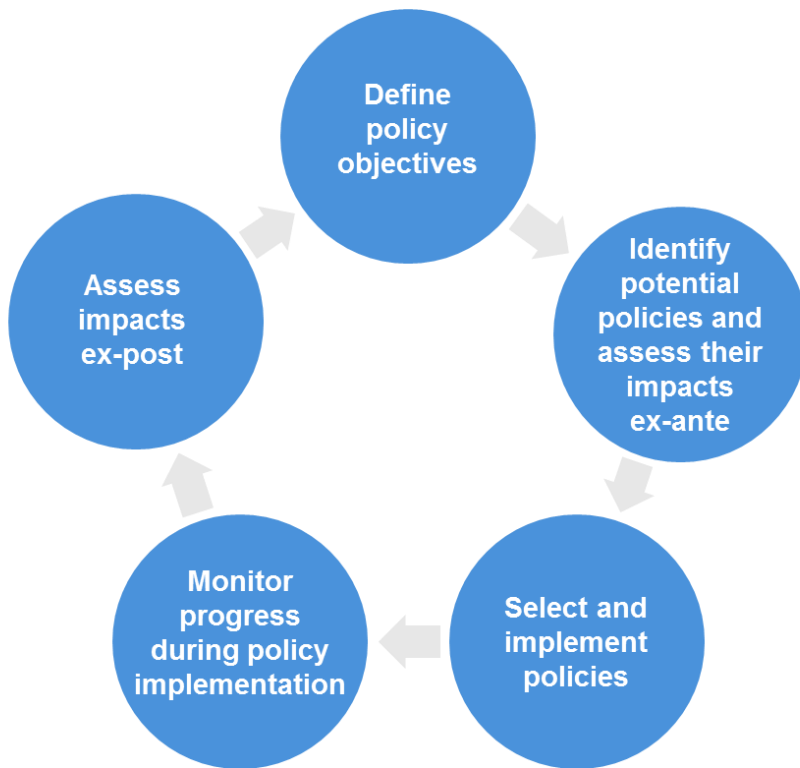 Define
policy
objectives
Identify
potential
policies and
assess their
impacts
ex-ante
Select and
implement
policies
Monitor
progress
during policy
implementation
Assess
impacts
ex-post